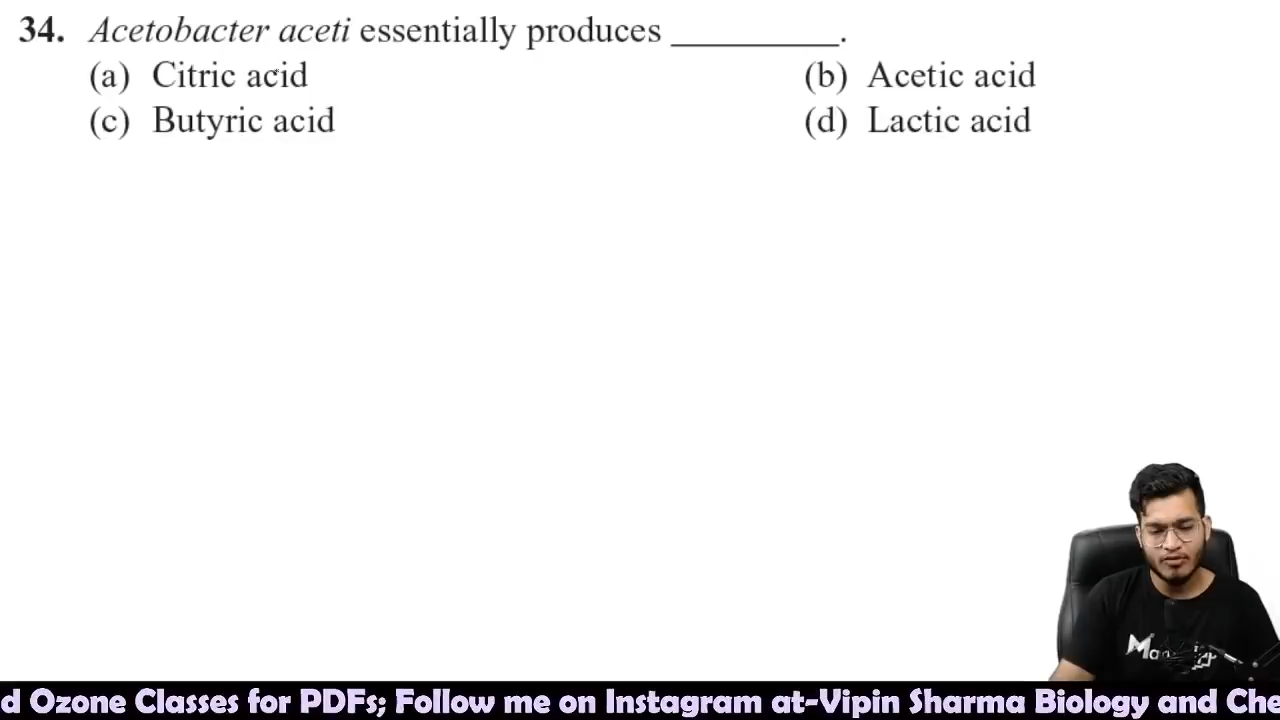 34. Acetobacter aceti essentially produces _________.
(a) Citric acid (b) Acetic acid
(c) Butyric acid (d) Lactic acid
d Ozone Classes for PDFs; Follow me on Instagram at-Vipin Sharma Biology and Che